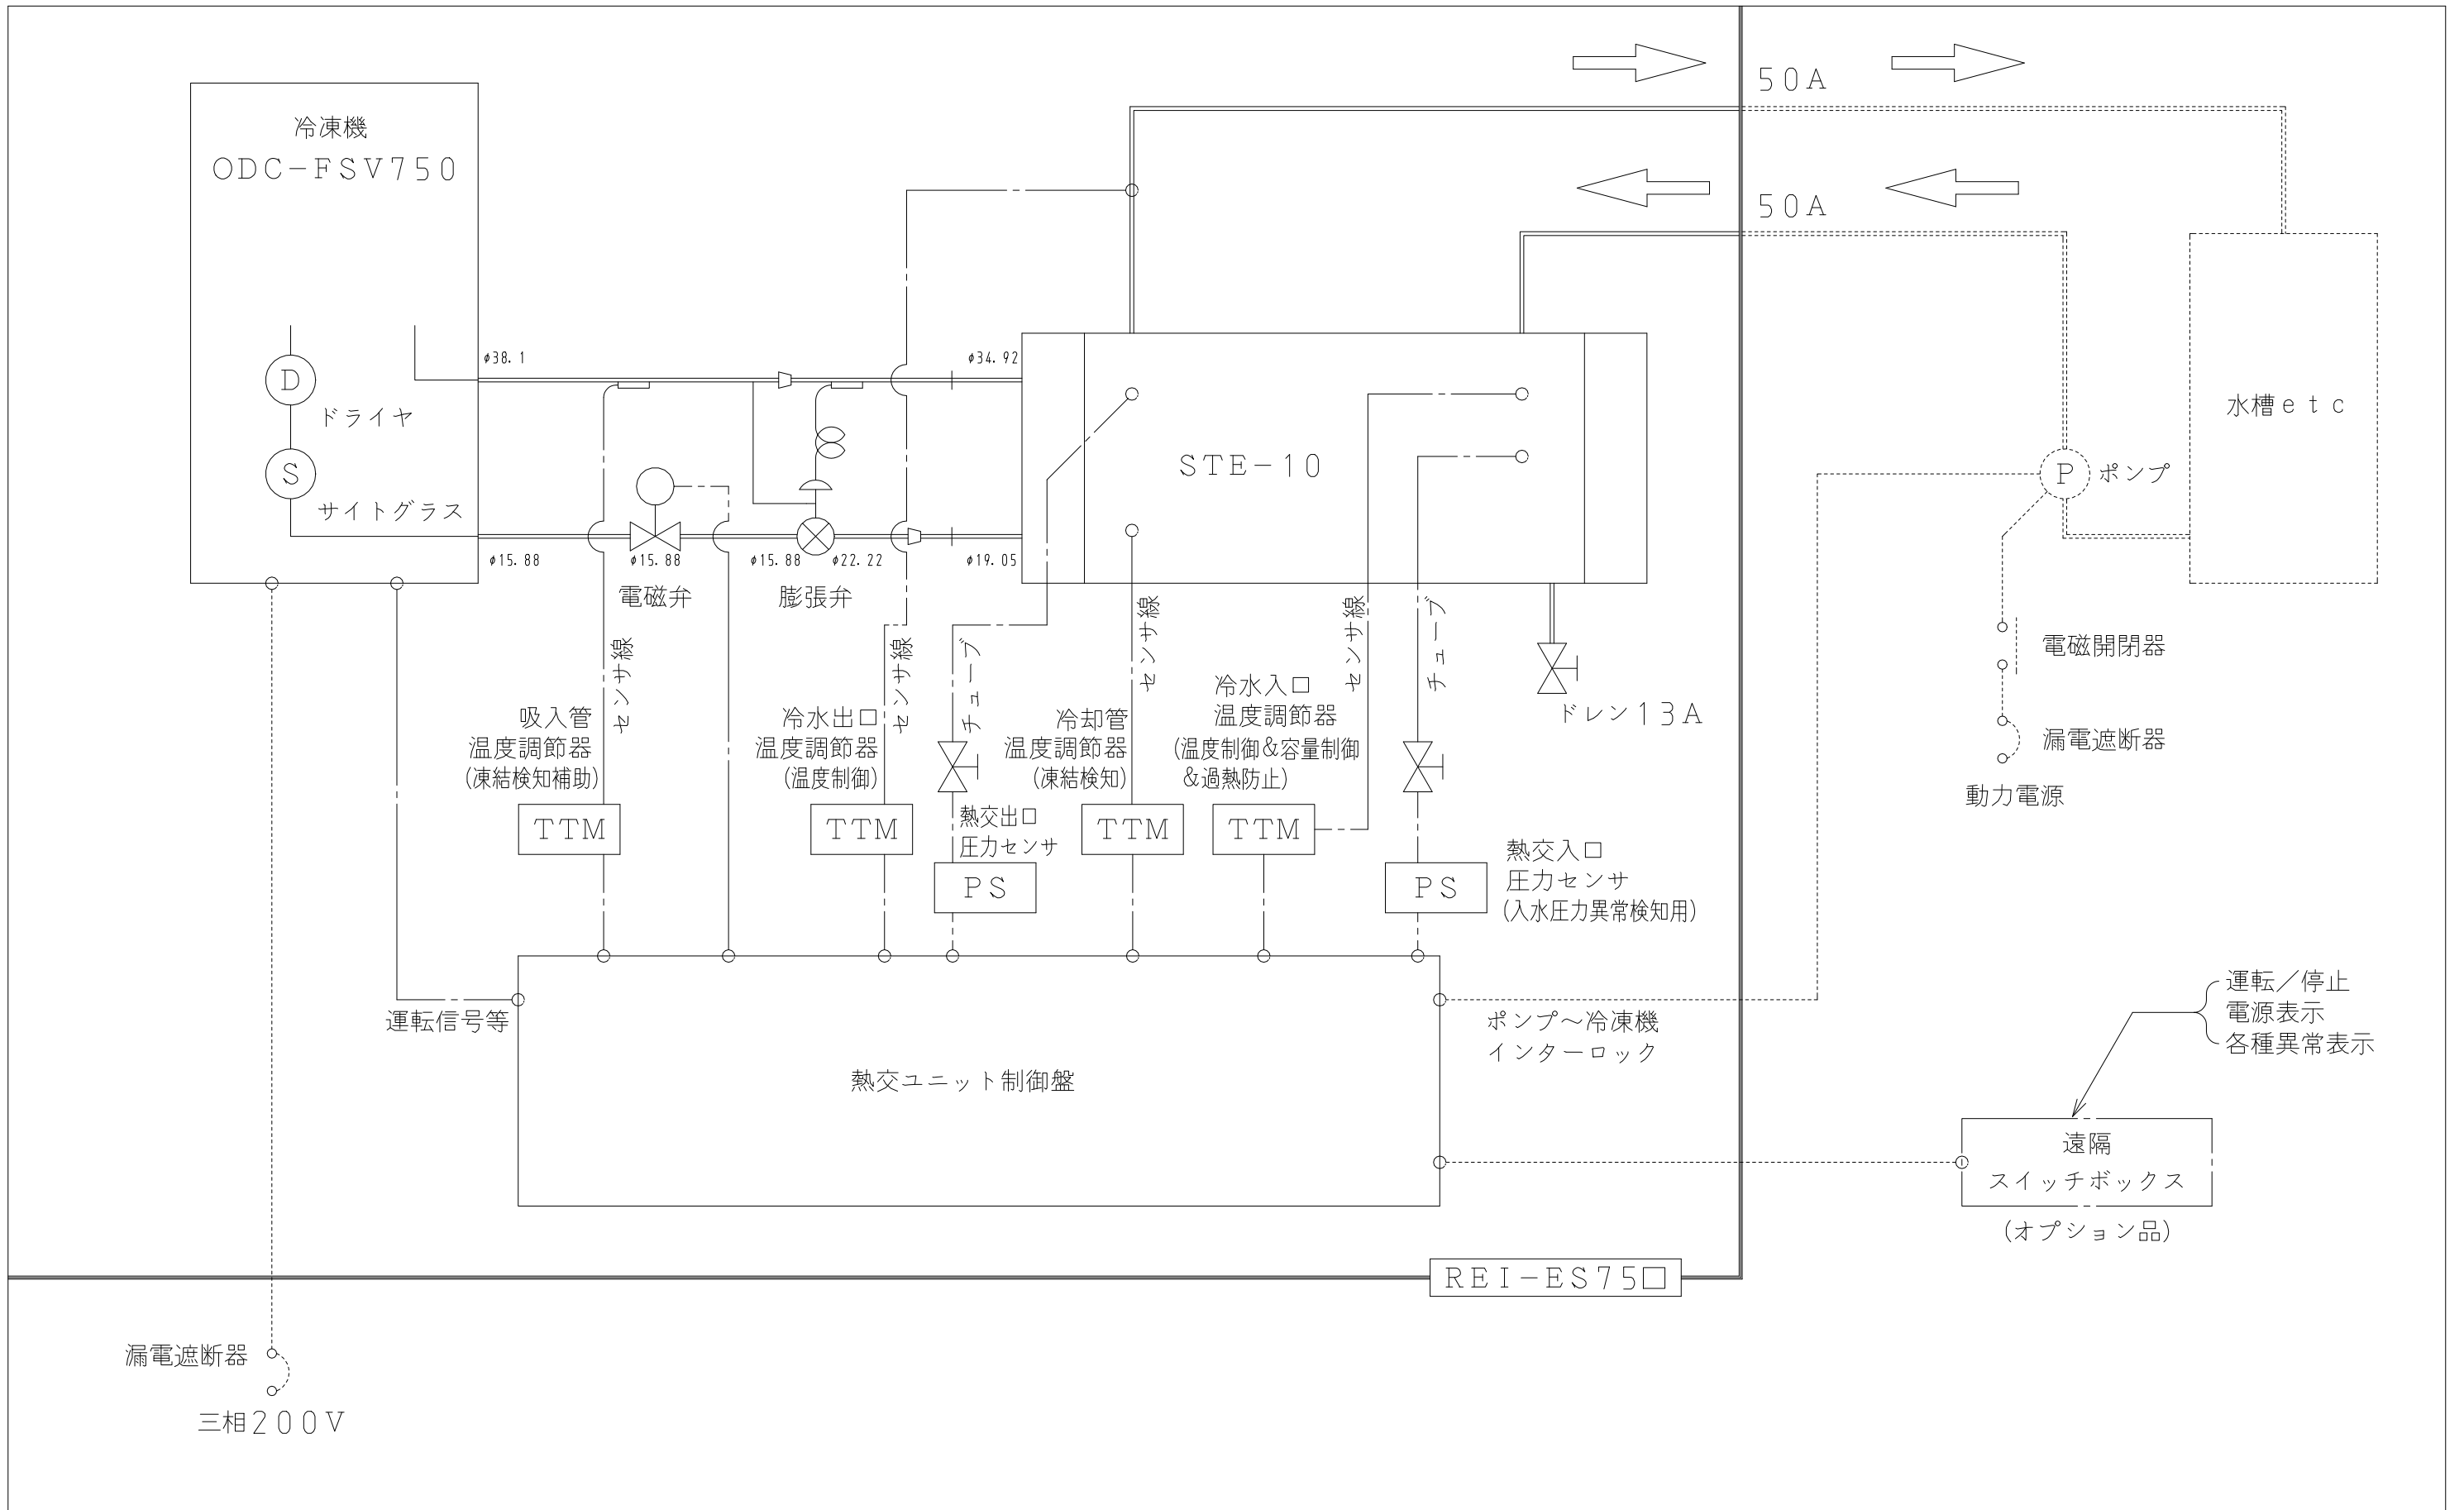 50A
冷凍機
ODC-FSV750
50A
φ38.1
φ34.92
D
ドライヤ
水槽etc
STE-10
S
サイトグラス
P
ポンプ
φ15.88
φ15.88
φ15.88
φ22.22
φ19.05
電磁弁
膨張弁
センサ線
センサ線
チューブ
センサ線
センサ線
チューブ
電磁開閉器
ドレン13A
漏電遮断器
動力電源
吸入管
温度調節器
(凍結検知補助)
TTM
冷水出口
温度調節器
(温度制御)
TTM
熱交出口
圧力センサ
PS
冷却管
温度調節器
(凍結検知)
TTM
冷水入口
温度調節器
(温度制御&容量制御
&過熱防止)
TTM
熱交入口
圧力センサ
(入水圧力異常検知用)
PS
運転信号等
ポンプ～冷凍機
インターロック
運転／停止
電源表示
各種異常表示
熱交ユニット制御盤
遠隔
スイッチボックス
(オプション品)
REI-ES75□
漏電遮断器
三相200V